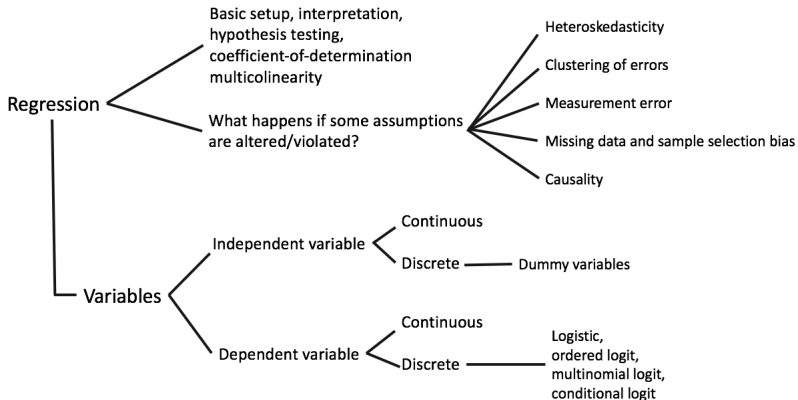 Basic setup, interpretation,
hypothesis testing,
coefficient-of-determination
multicolinearity
Regression
What happens if some assumptions
are altered/violated?
Heteroskedasticity
Clustering of errors
Measurement error
Missing data and sample selection bias
Causality
Variables
Independent variable
Continuous
Discrete
Dummy variables
Dependent variable
Continuous
Discrete
Logistic,
ordered logit,
multinomial logit,
conditional logit